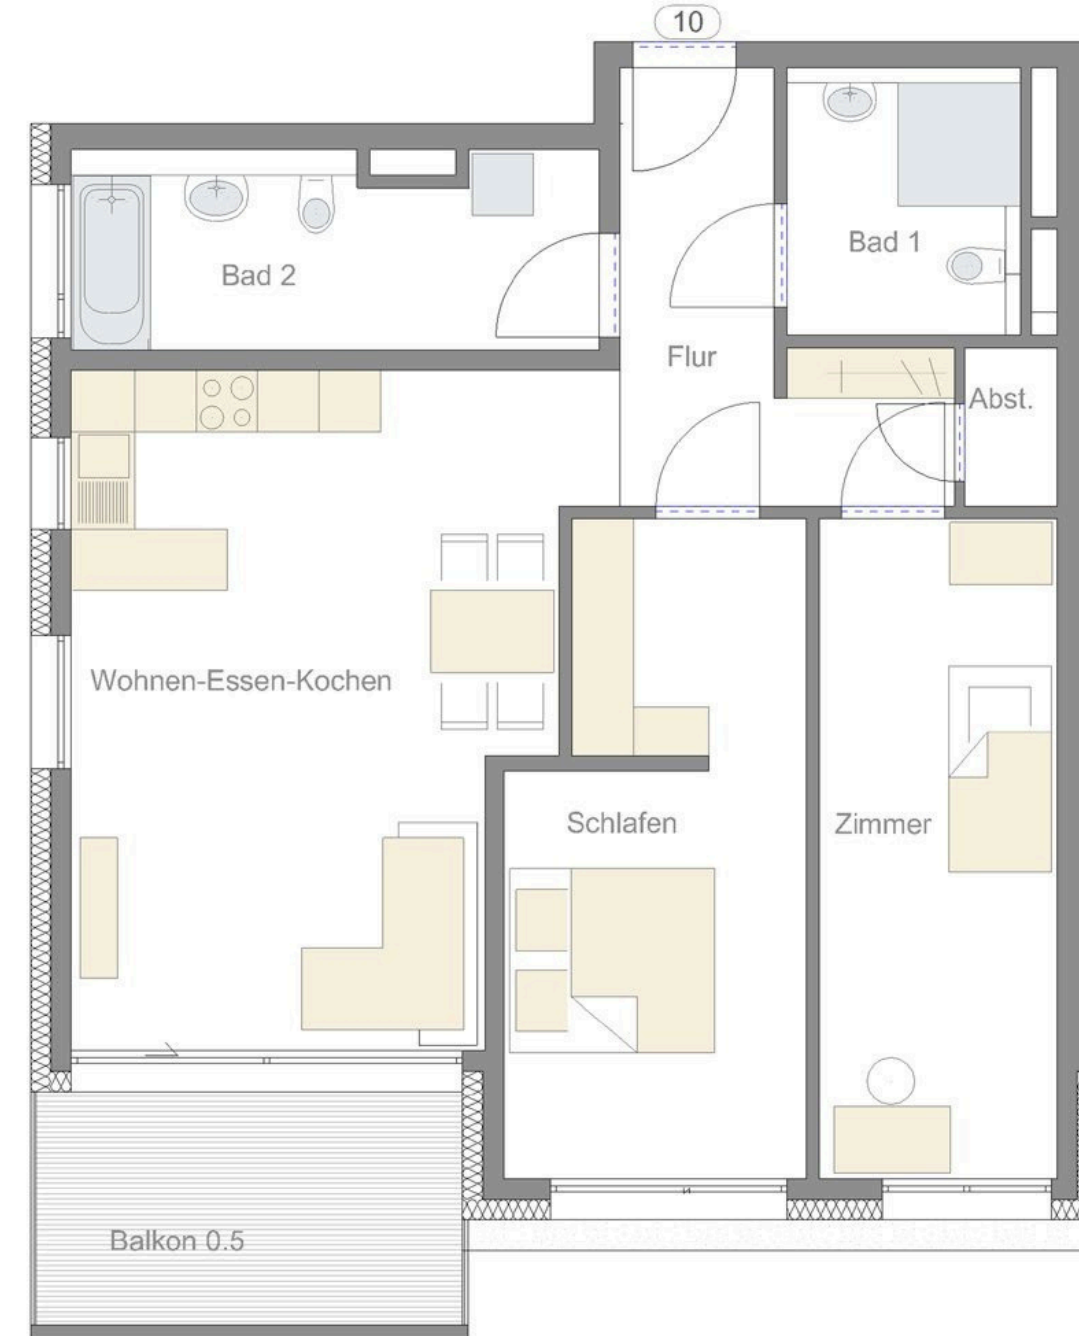 10
Bad 1
Bad 2
Flur
Abst.
Wohnen-Essen-Kochen
Schlafen
Zimmer
Balkon 0.5